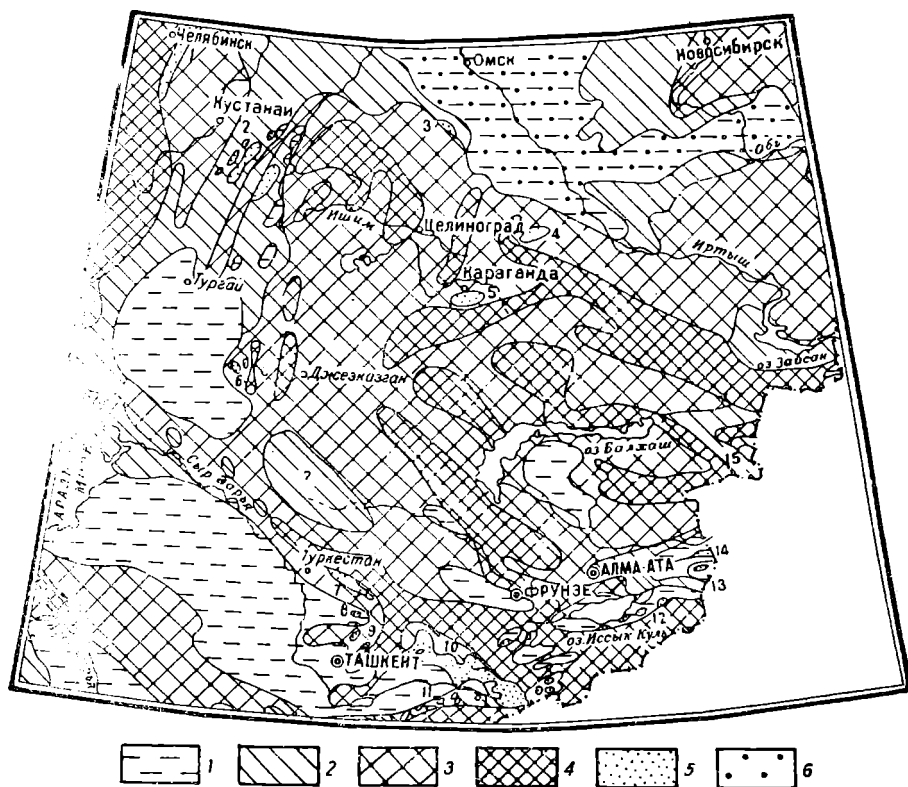 Челябинск
Омск
Новосибирск
Кустанай
2
3
Обь
Ишим
Целиноград
4
Иртыш
Караганда
5
Тургай
оз Забсан
6
Джезказган
оз Балхаш
15
Сыр дарья
7
Туркестан
14
АЛМА-АТА
7
ФРУНЗЕ
13
8
12
9
оз. Иссык Куль
10
ТАШКЕНТ
11
1 2 3 4 5 6